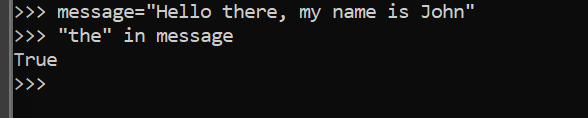 >>> message="Hello there, my name is John"
>>> "the" in message
True
>>>